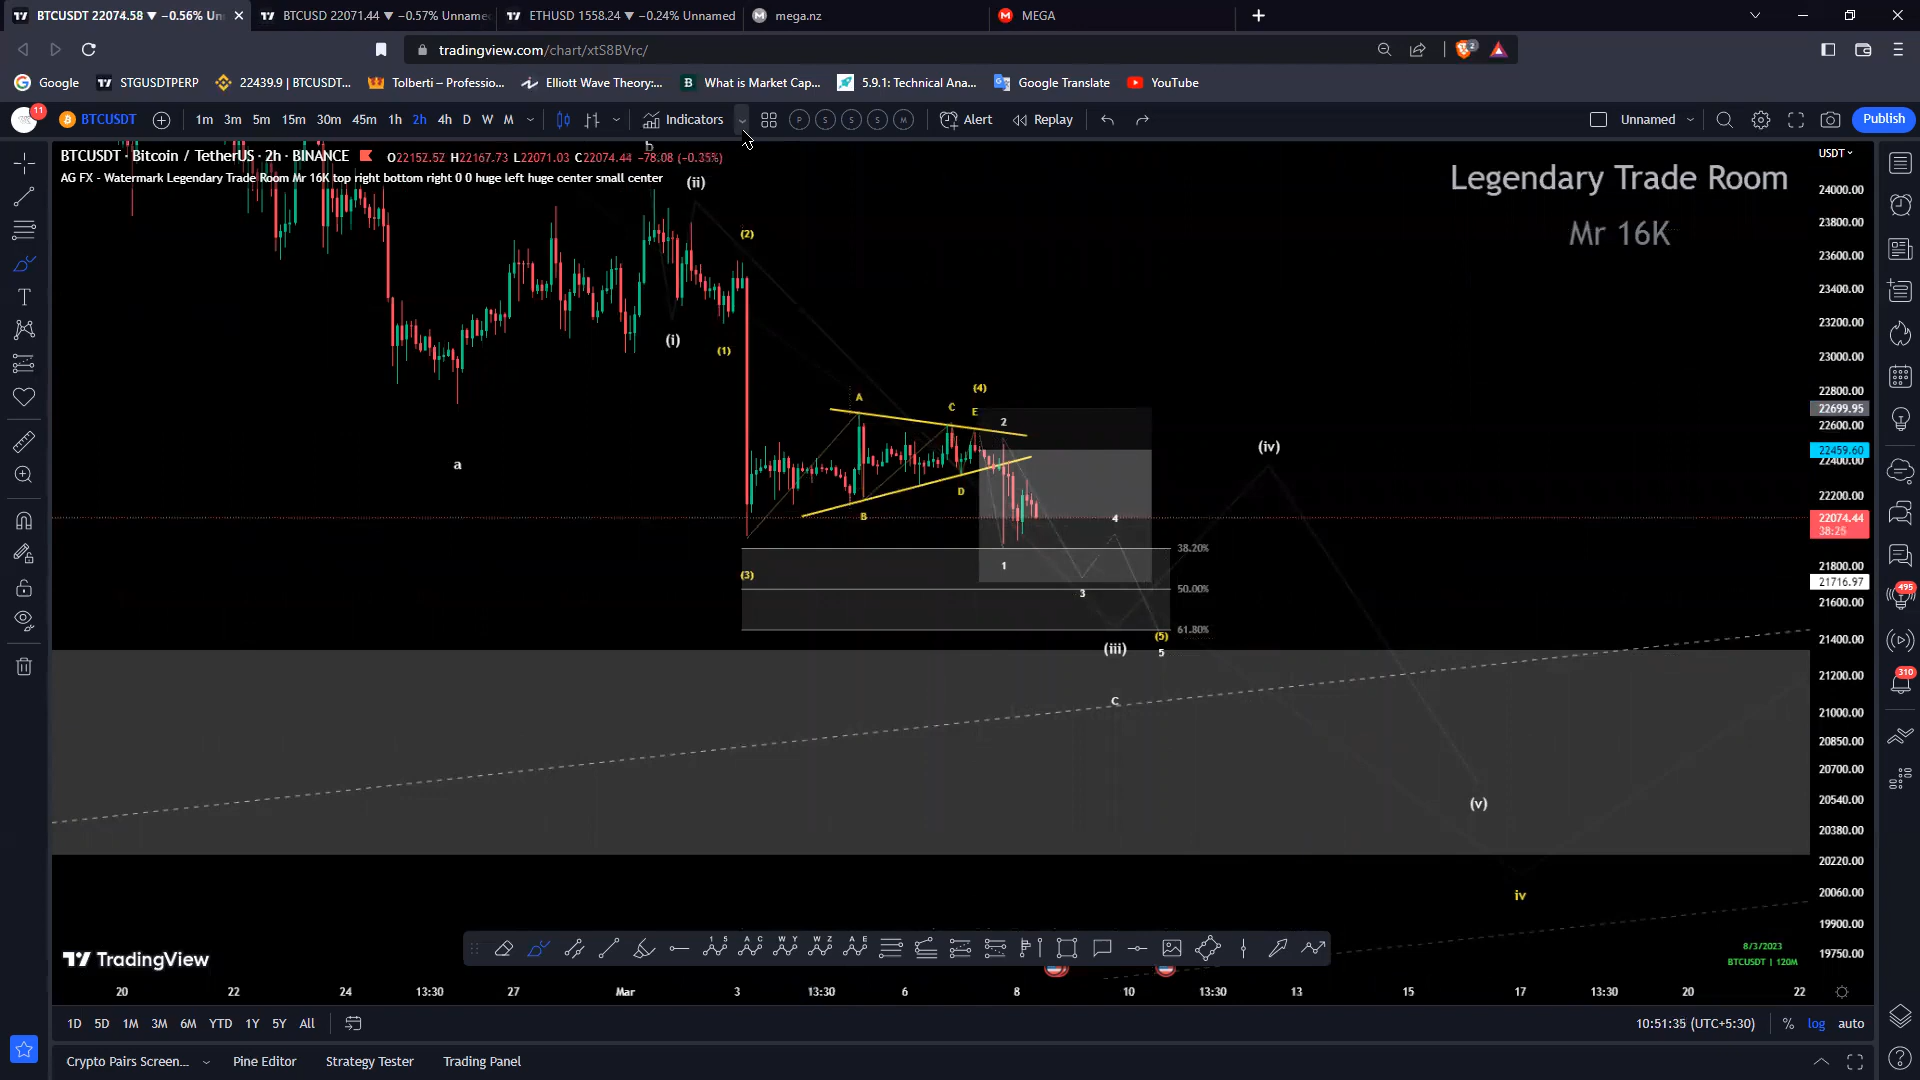 BTCUSDT 22074.58 ▼ −0.56% Un
BTCUSD 22071.44 ▼ −0.57% Unname
ETHUSD 1558.24 ▼ −0.24% Unnamed
mega.nz
MEGA
tradingview.com/chart/xtS8BVrc/
2
Google
STGUSDTPERP
22439.9 | BTCUSDT...
Tolberti – Professio...
Elliott Wave Theory:...
What is Market Cap...
5.9.1: Technical Ana...
Google Translate
YouTube
11
BTCUSDT
1m 3m 5m 15m 30m 45m 1h 2h 4h D W M
Indicators
P S S S M
Alert
Replay
Unnamed
Publish
BTCUSDT · Bitcoin / TetherUS · 2h · BINANCE
O22152.52 H22167.73 L22071.03 C22074.44 −78.08 (−0.35%)
AG FX - Watermark Legendary Trade Room Mr 16K top right bottom right 0 0 huge left huge center small center
Legendary Trade Room
Mr 16K
USDT
24000.00
23800.00
23600.00
23400.00
23200.00
23000.00
22800.00
22699.95
22600.00
22459.60
22400.00
22200.00
22074.44
38:25
21800.00
21716.97
21600.00
21400.00
21200.00
21000.00
20850.00
20700.00
20540.00
20380.00
20220.00
20060.00
19900.00
19750.00
b
(ii)
(2)
(i)
(1)
a
A
C
(4)
E
2
B
D
(3)
1
4
3
38.20%
50.00%
61.80%
(5)
5
(iii)
c
(iv)
(v)
iv
495
310
TradingView
1 5
A C
W Y
W Z
A E
8/3/2023
BTCUSDT | 120M
20 22 24 13:30 27 Mar 3 13:30 6 8 10 13:30 13 15 17 13:30 20 22
1D 5D 1M 3M 6M YTD 1Y 5Y All
10:51:35 (UTC+5:30)
% log auto
Crypto Pairs Screen...
Pine Editor
Strategy Tester
Trading Panel